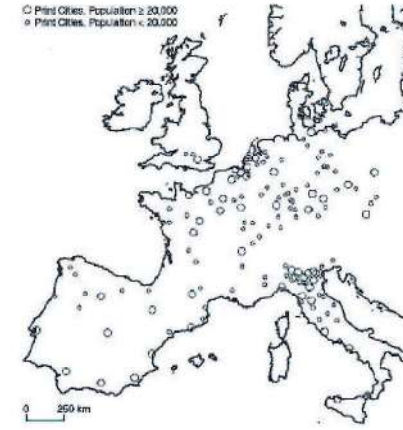 Print Cities, Population ≥ 20,000
Print Cities, Population < 20,000
0 250 km